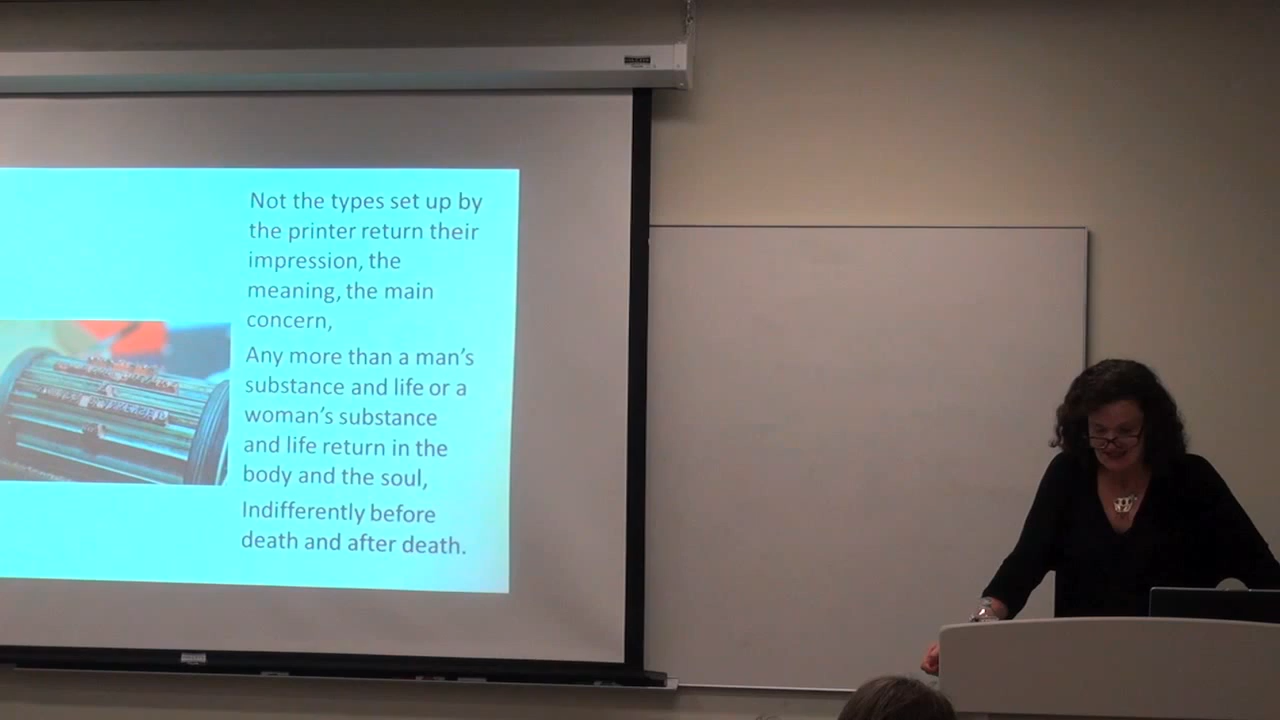 Not the types set up by
the printer return their
impression, the
meaning, the main
concern,
Any more than a man's
substance and life or a
woman's substance
and life return in the
body and the soul,
Indifferently before
death and after death.